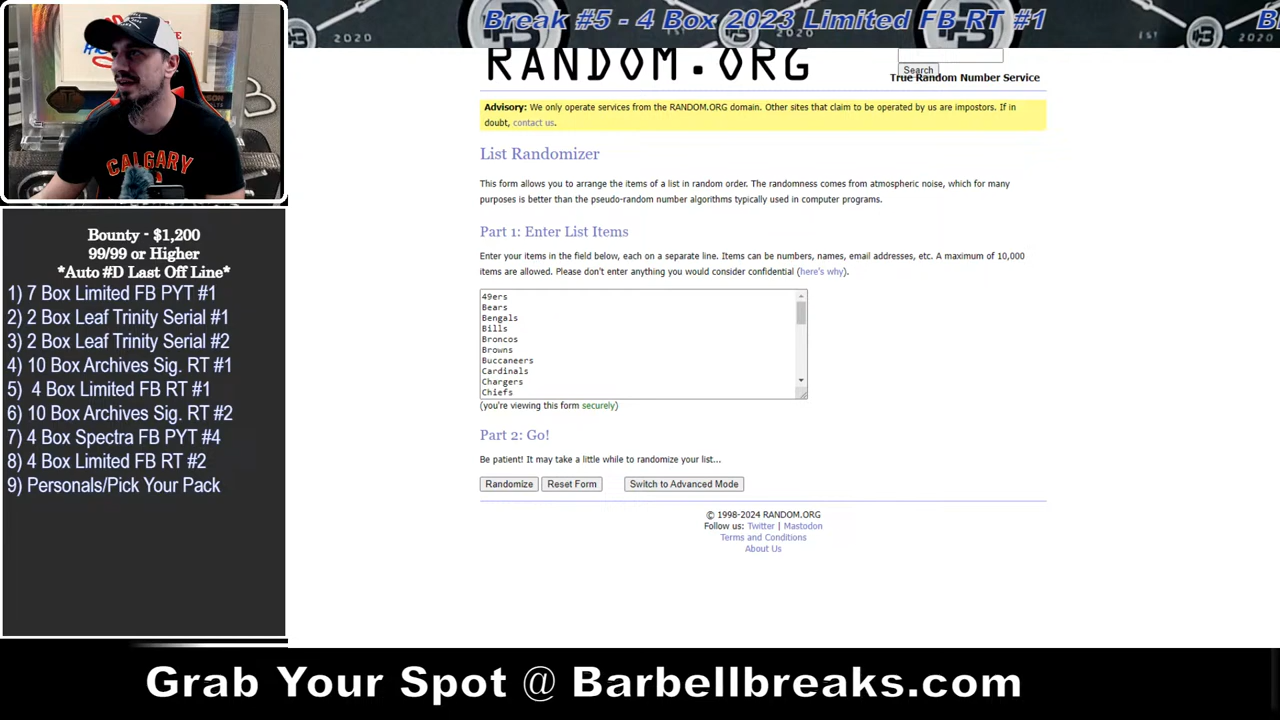 Break #5 - 4 Box 2023 Limited FB RT #1
2020
EST
2020
RANDOM.ORG
Search
True Random Number Service
Advisory: We only operate services from the RANDOM.ORG domain. Other sites that claim to be operated by us are impostors. If in
doubt, contact us.
List Randomizer
This form allows you to arrange the items of a list in random order. The randomness comes from atmospheric noise, which for many
purposes is better than the pseudo-random number algorithms typically used in computer programs.
Part 1: Enter List Items
Enter your items in the field below, each on a separate line. Items can be numbers, names, email addresses, etc. A maximum of 10,000
items are allowed. Please don't enter anything you would consider confidential (here's why).
49ers
Bears
Bengals
Bills
Broncos
Browns
Buccaneers
Cardinals
Chargers
Chiefs
(you're viewing this form securely)
Part 2: Go!
Be patient! It may take a little while to randomize your list...
Randomize
Reset Form
Switch to Advanced Mode
© 1998-2024 RANDOM.ORG
Follow us: Twitter | Mastodon
Terms and Conditions
About Us
CALGARY
Bounty - $1,200
99/99 or Higher
*Auto #D Last Off Line*
1) 7 Box Limited FB PYT #1
2) 2 Box Leaf Trinity Serial #1
3) 2 Box Leaf Trinity Serial #2
4) 10 Box Archives Sig. RT #1
5) 4 Box Limited FB RT #1
6) 10 Box Archives Sig. RT #2
7) 4 Box Spectra FB PYT #4
8) 4 Box Limited FB RT #2
9) Personals/Pick Your Pack
Grab Your Spot @ Barbellbreaks.com